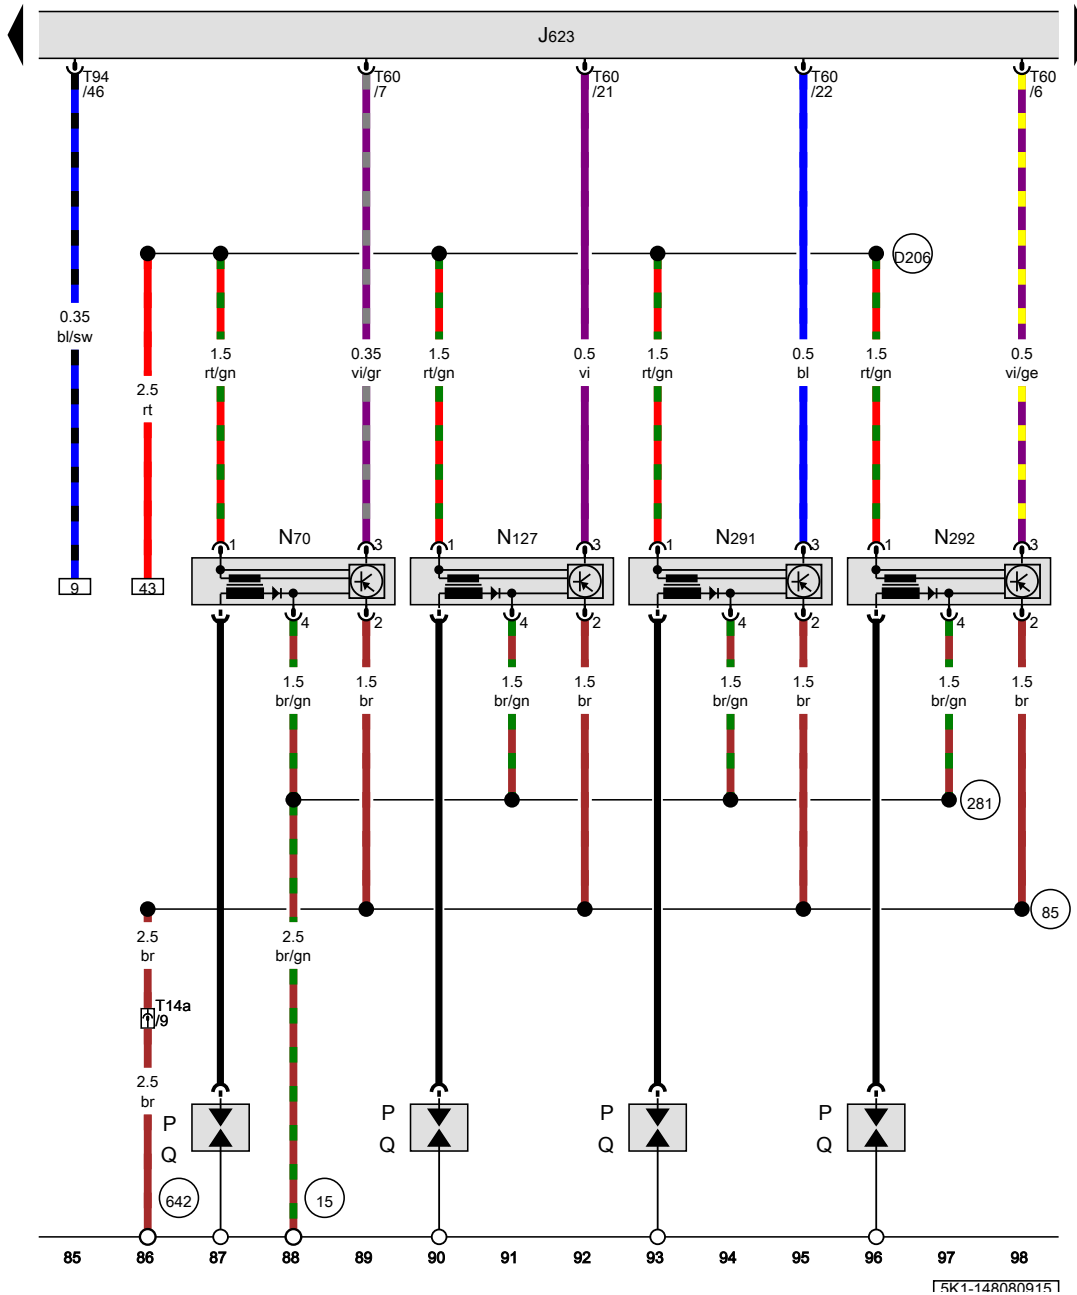 J623
T94 T60 T60 T60 T60
/46 /7 /21 /22 /6
D206
0.35
bl/sw
2.5
rt
1.5
rt/gn
0.35
vi/gr
1.5
rt/gn
0.5
vi
1.5
rt/gn
0.5
bl
1.5
rt/gn
0.5
vi/ge
1 N70 3 1 N127 3 1 N291 3 1 N292 3
9 43
4 2 4 2 4 2 4 2
1.5 1.5 1.5 1.5 1.5 1.5 1.5 1.5
br/gn br br/gn br br/gn br br/gn br
281
85
2.5 2.5
br br/gn
T14a
/9
2.5
br
P P P P
Q Q Q Q
642 15
85 86 87 88 89 90 91 92 93 94 95 96 97 98
5K1-148080915